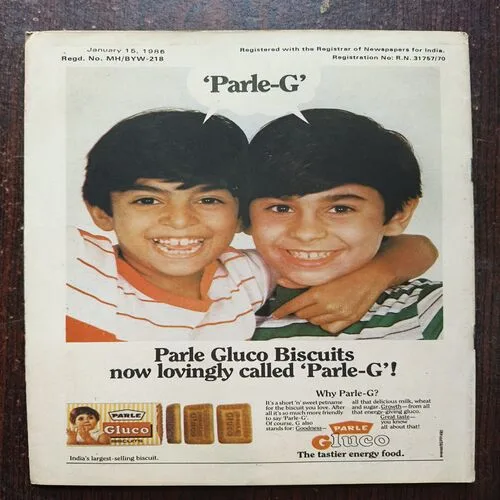 January 15, 1986
Regd. No. MH/BYW-218
Registered with the Registrar of Newspapers for India.
Registration No: R.N. 31757/70
'Parle-G'
Parle Gluco Biscuits
now lovingly called 'Parle-G'!
PARLE
Gluco
BISCUITS
India's largest-selling biscuit.
Why Parle-G?
It's a short 'n' sweet petname
for the biscuit you love. After
all it's so much more friendly
to say 'Parle-G'.
Of course, G also
stands for: Goodness–
all that delicious milk, wheat
and sugar. Growth–from all
that energy-giving gluco.
Great taste–
you know
all about that!
PARLE
Gluco
The tastier energy food.